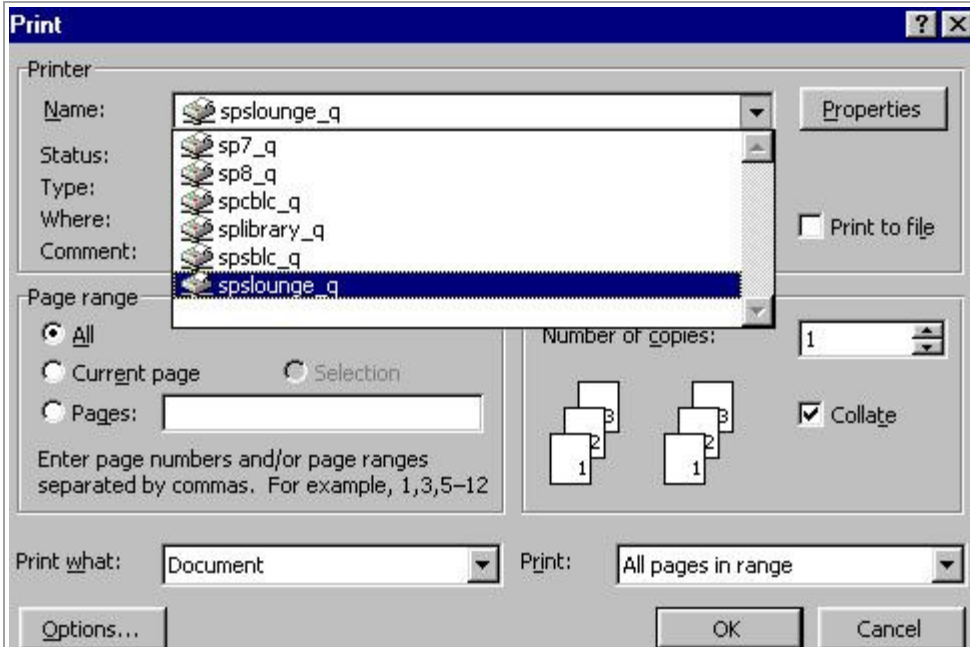 Print
Printer
Name:
spslounge_q
Properties
sp7_q
sp8_q
spcblc_q
splibrary_q
spsblc_q
spslounge_q
Status:
Type:
Where:
Comment:
Print to file
Page range
All
Current page
Selection
Pages:
Enter page numbers and/or page ranges
separated by commas. For example, 1,3,5–12
Number of copies:
1
3
2
1
3
2
1
Collate
Print what:
Document
Print:
All pages in range
Options...
OK
Cancel